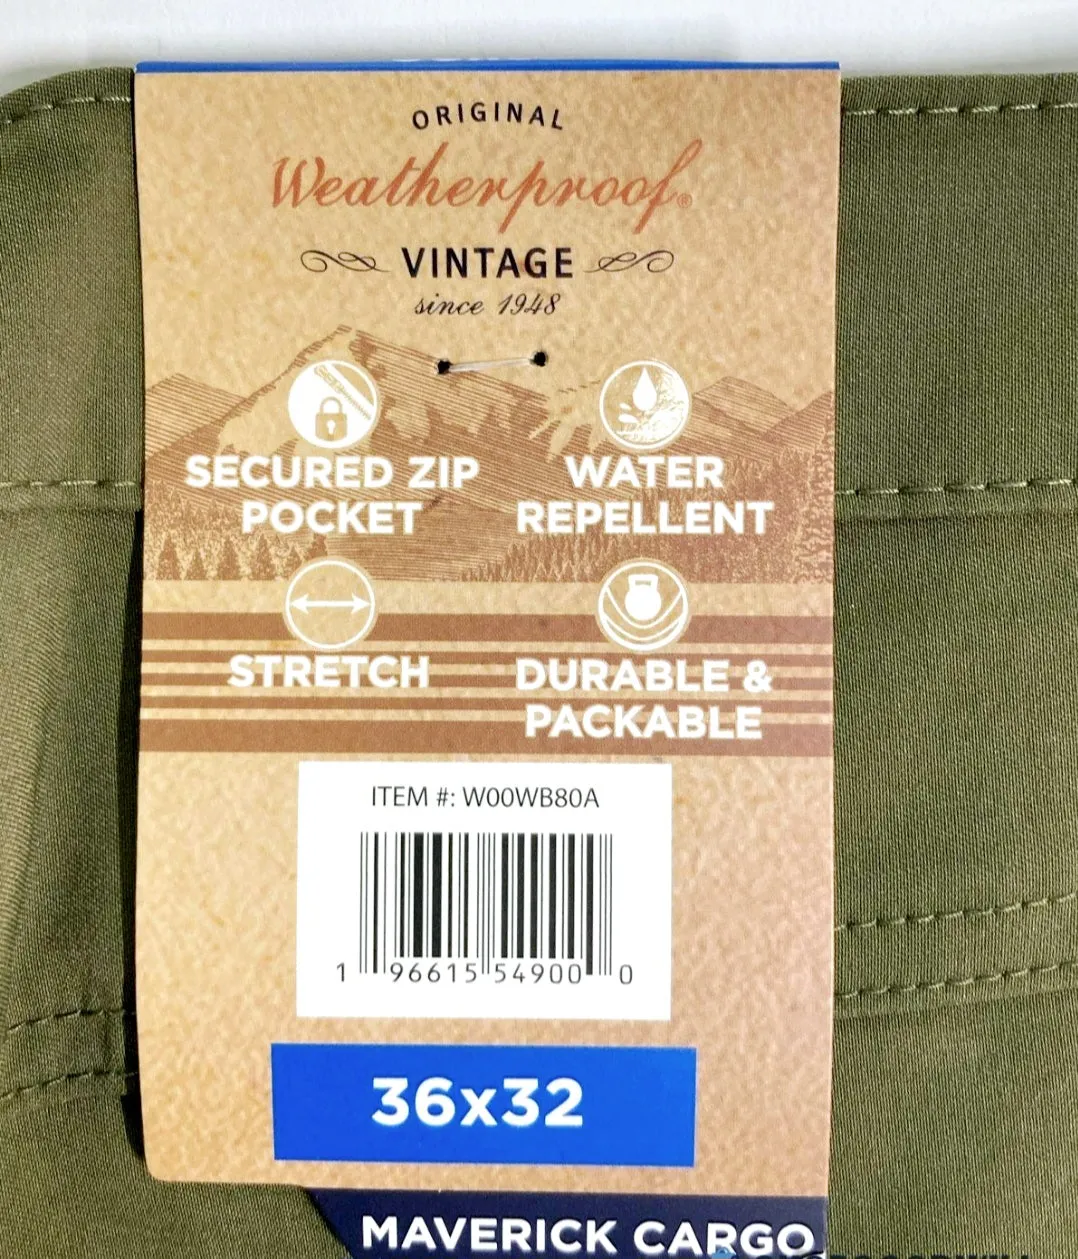 ORIGINAL
Weatherproof®
VINTAGE
since 1948
SECURED ZIP
POCKET
WATER
REPELLENT
STRETCH
DURABLE &
PACKABLE
ITEM #: W00WB80A
1 96615 54900 0
36x32
MAVERICK CARGO